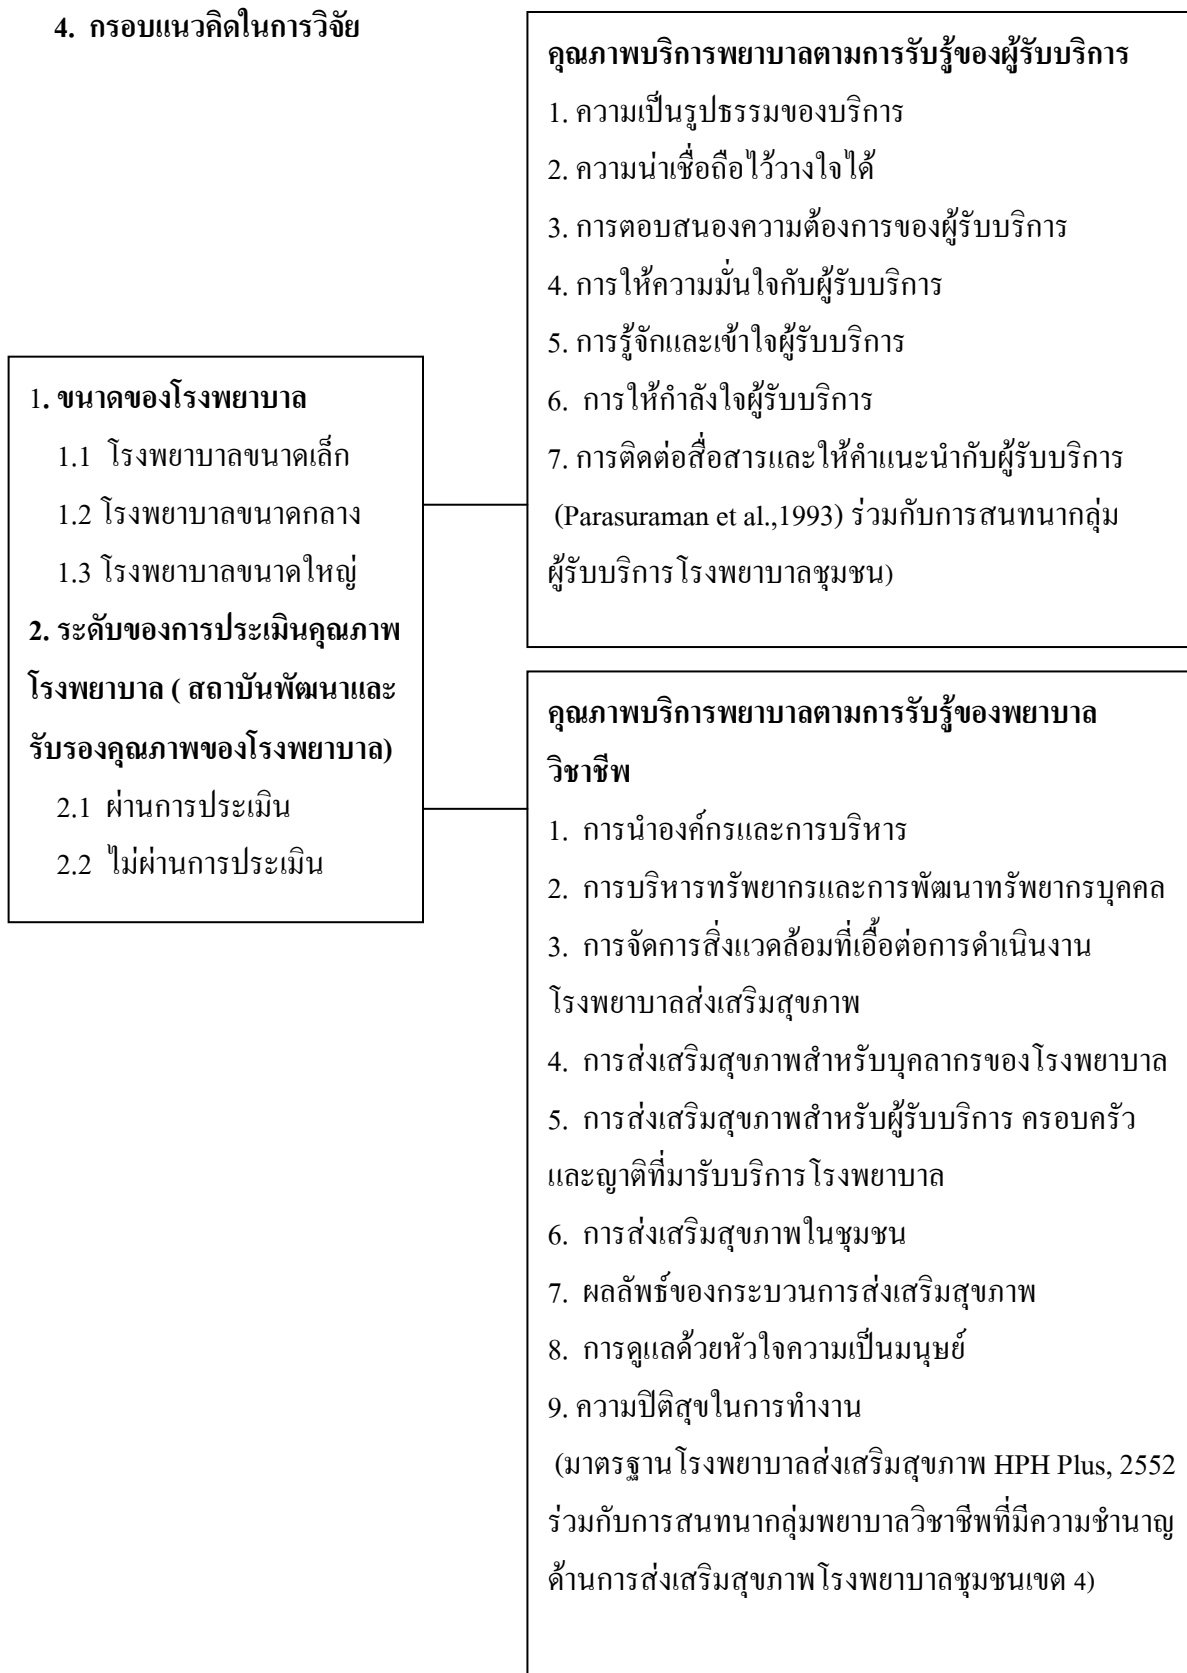 4. กรอบแนวคิดในการวิจัย
คุณภาพบริการพยาบาลตามการรับรู้ของผู้รับบริการ
1. ความเป็นรูปธรรมของบริการ
2. ความน่าเชื่อถือไว้วางใจได้
3. การตอบสนองความต้องการของผู้รับบริการ
4. การให้ความมั่นใจกับผู้รับบริการ
5. การรู้จักและเข้าใจผู้รับบริการ
6. การให้กำลังใจผู้รับบริการ
7. การติดต่อสื่อสารและให้คำแนะนำกับผู้รับบริการ
(Parasuraman et al.,1993) ร่วมกับการสนทนากลุ่ม
ผู้รับบริการโรงพยาบาลชุมชน)
1. ขนาดของโรงพยาบาล
1.1 โรงพยาบาลขนาดเล็ก
1.2 โรงพยาบาลขนาดกลาง
1.3 โรงพยาบาลขนาดใหญ่
2. ระดับของการประเมินคุณภาพ
โรงพยาบาล ( สถาบันพัฒนาและ
รับรองคุณภาพของโรงพยาบาล)
2.1 ผ่านการประเมิน
2.2 ไม่ผ่านการประเมิน
คุณภาพบริการพยาบาลตามการรับรู้ของพยาบาล
วิชาชีพ
1. การนำองค์กรและการบริหาร
2. การบริหารทรัพยากรและการพัฒนาทรัพยากรบุคคล
3. การจัดการสิ่งแวดล้อมที่เอื้อต่อการดำเนินงาน
โรงพยาบาลส่งเสริมสุขภาพ
4. การส่งเสริมสุขภาพสำหรับบุคลากรของโรงพยาบาล
5. การส่งเสริมสุขภาพสำหรับผู้รับบริการ ครอบครัว
และญาติที่มารับบริการโรงพยาบาล
6. การส่งเสริมสุขภาพในชุมชน
7. ผลลัพธ์ของกระบวนการส่งเสริมสุขภาพ
8. การดูแลด้วยหัวใจความเป็นมนุษย์
9. ความปิติสุขในการทำงาน
(มาตรฐานโรงพยาบาลส่งเสริมสุขภาพ HPH Plus, 2552
ร่วมกับการสนทนากลุ่มพยาบาลวิชาชีพที่มีความชำนาญ
ด้านการส่งเสริมสุขภาพโรงพยาบาลชุมชนเขต 4)